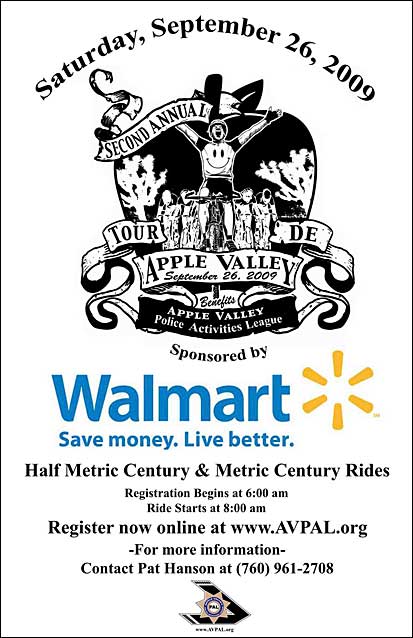 Saturday, September 26, 2009
SECOND ANNUAL
TOUR DE
APPLE VALLEY
September 26, 2009
Benefits
APPLE VALLEY
Police Activities League
Sponsored by
Walmart
Save money. Live better.
Half Metric Century & Metric Century Rides
Registration Begins at 6:00 am
Ride Starts at 8:00 am
Register now online at www.AVPAL.org
-For more information-
Contact Pat Hanson at (760) 961-2708
PAL
www.AVPAL.org